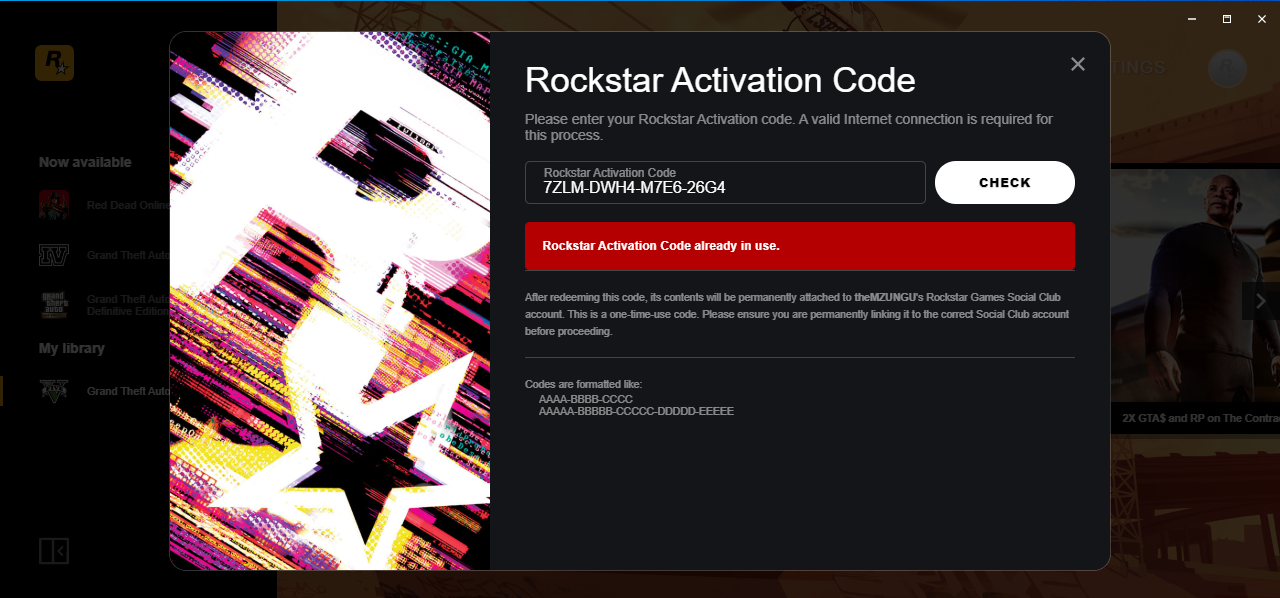 Rockstar Activation Code
TINGS
Please enter your Rockstar Activation code. A valid Internet connection is required for
this process.
Rockstar Activation Code
7ZLM-DWH4-M7E6-26G4
CHECK
Rockstar Activation Code already in use.
After redeeming this code, its contents will be permanently attached to theMZUNGU's Rockstar Games Social Club
account. This is a one-time-use code. Please ensure you are permanently linking it to the correct Social Club account
before proceeding.
Codes are formatted like:
AAAA-BBBB-CCCC
AAAAA-BBBBB-CCCCC-DDDDD-EEEEE
Now available
Red Dead Online
IV
Grand Theft Auto
Grand Theft Auto
Definitive Edition
My library
Grand Theft Auto
2X GTA$ and RP on The Contra